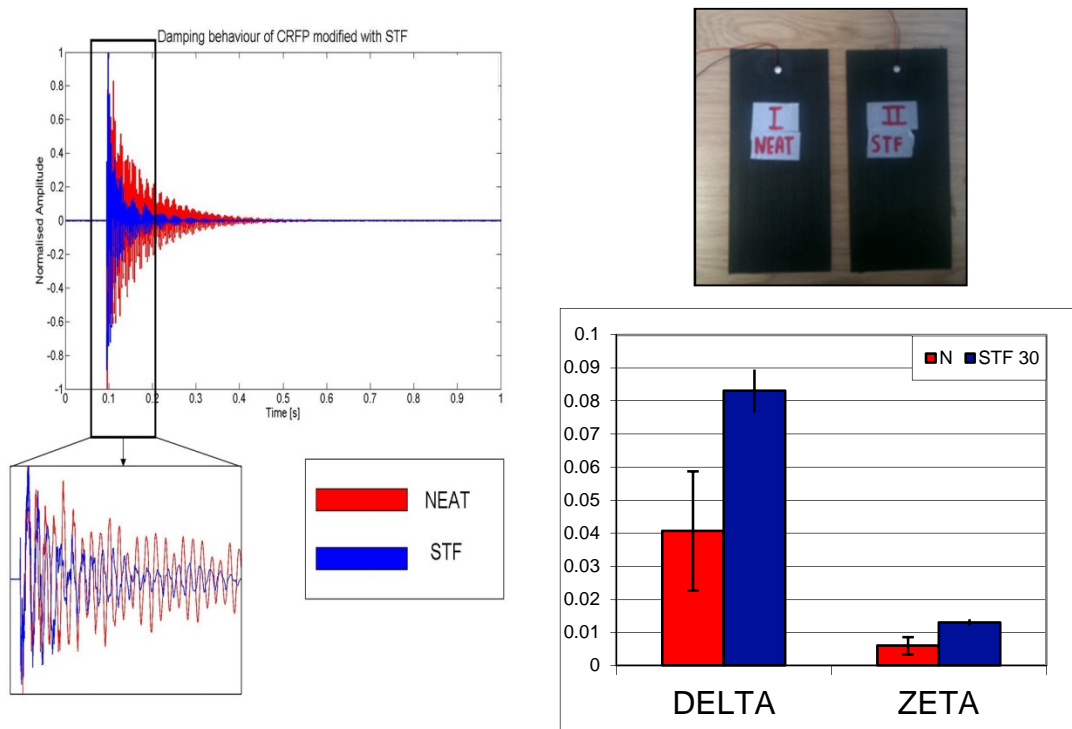 Damping behaviour of CRFP modified with STF
Normalised Amplitude
1
0.8
0.6
0.4
0.2
0
-0.2
-0.4
-0.6
-0.8
-1
0 0.1 0.2 0.3 0.4 0.5 0.6 0.7 0.8 0.9 1
Time [s]
NEAT
STF
I
NEAT
II
STF
0.1
0.09
0.08
0.07
0.06
0.05
0.04
0.03
0.02
0.01
0
N STF 30
DELTA ZETA